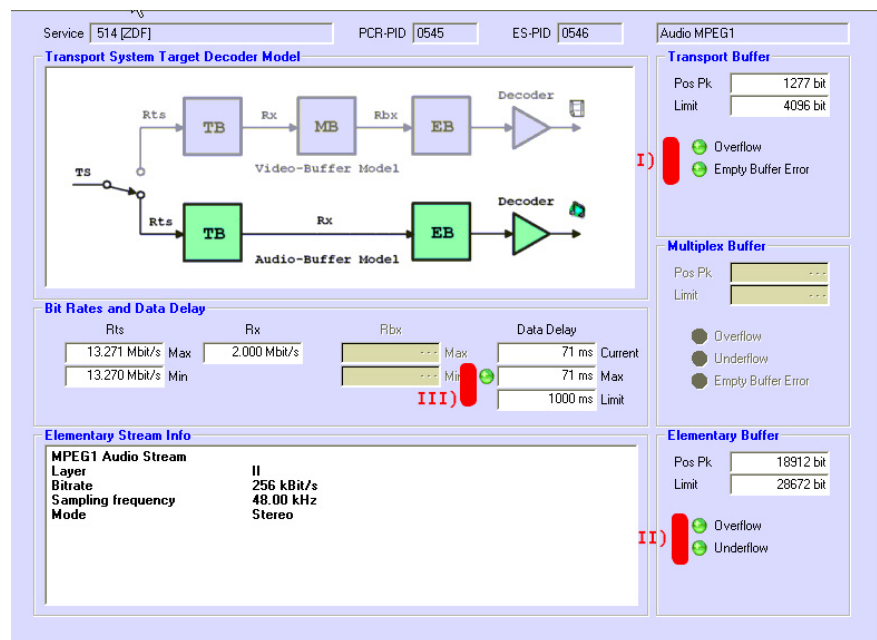 Service 514 [ZDF] PCR-PID 0545 ES-PID 0546 Audio MPEG1
Transport System Target Decoder Model
Rts TB Rx MB Rbx EB Decoder
Video-Buffer Model
TS
Rts TB Rx EB Decoder
Audio-Buffer Model
Transport Buffer
Pos Pk 1277 bit
Limit 4096 bit
I) Overflow
Empty Buffer Error
Multiplex Buffer
Pos Pk ---
Limit ---
Overflow
Underflow
Empty Buffer Error
Bit Rates and Data Delay
Rts Rx Rbx Data Delay
13.271 Mbit/s Max 2.000 Mbit/s --- Max 71 ms Current
13.270 Mbit/s Min --- Min 71 ms Max
III) 1000 ms Limit
Elementary Stream Info
MPEG1 Audio Stream
Layer II
Bitrate 256 kBit/s
Sampling frequency 48.00 kHz
Mode Stereo
Elementary Buffer
Pos Pk 18912 bit
Limit 28672 bit
II) Overflow
Underflow